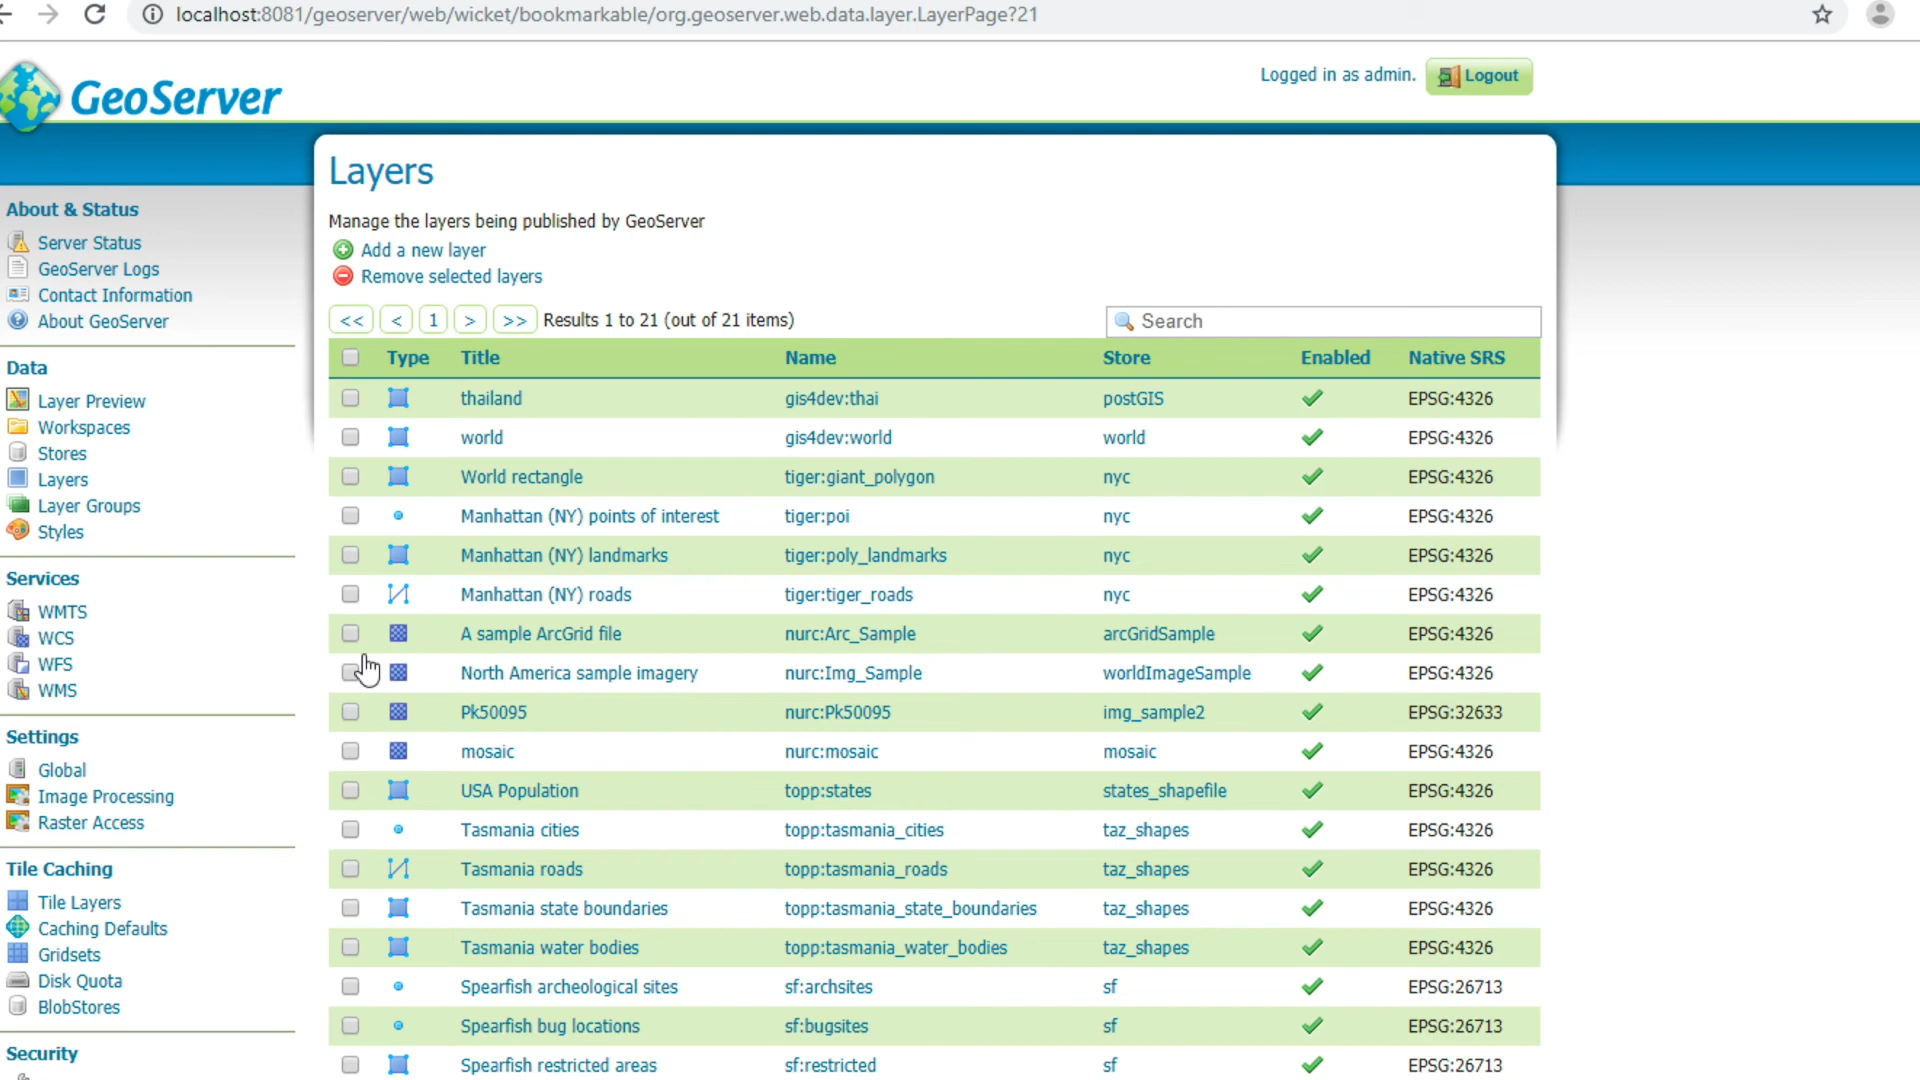 localhost:8081/geoserver/web/wicket/bookmarkable/org.geoserver.web.data.layer.LayerPage?21
GeoServer
Logged in as admin. Logout
About & Status
Server Status
GeoServer Logs
Contact Information
About GeoServer
Data
Layer Preview
Workspaces
Stores
Layers
Layer Groups
Styles
Services
WMTS
WCS
WFS
WMS
Settings
Global
Image Processing
Raster Access
Tile Caching
Tile Layers
Caching Defaults
Gridsets
Disk Quota
BlobStores
Security
Layers
Manage the layers being published by GeoServer
Add a new layer
Remove selected layers
<< < 1 > >> Results 1 to 21 (out of 21 items) Search
Type Title Name Store Enabled Native SRS
thailand gis4dev:thai postGIS EPSG:4326
world gis4dev:world world EPSG:4326
World rectangle tiger:giant_polygon nyc EPSG:4326
Manhattan (NY) points of interest tiger:poi nyc EPSG:4326
Manhattan (NY) landmarks tiger:poly_landmarks nyc EPSG:4326
Manhattan (NY) roads tiger:tiger_roads nyc EPSG:4326
A sample ArcGrid file nurc:Arc_Sample arcGridSample EPSG:4326
North America sample imagery nurc:Img_Sample worldImageSample EPSG:4326
Pk50095 nurc:Pk50095 img_sample2 EPSG:32633
mosaic nurc:mosaic mosaic EPSG:4326
USA Population topp:states states_shapefile EPSG:4326
Tasmania cities topp:tasmania_cities taz_shapes EPSG:4326
Tasmania roads topp:tasmania_roads taz_shapes EPSG:4326
Tasmania state boundaries topp:tasmania_state_boundaries taz_shapes EPSG:4326
Tasmania water bodies topp:tasmania_water_bodies taz_shapes EPSG:4326
Spearfish archeological sites sf:archsites sf EPSG:26713
Spearfish bug locations sf:bugsites sf EPSG:26713
Spearfish restricted areas sf:restricted sf EPSG:26713